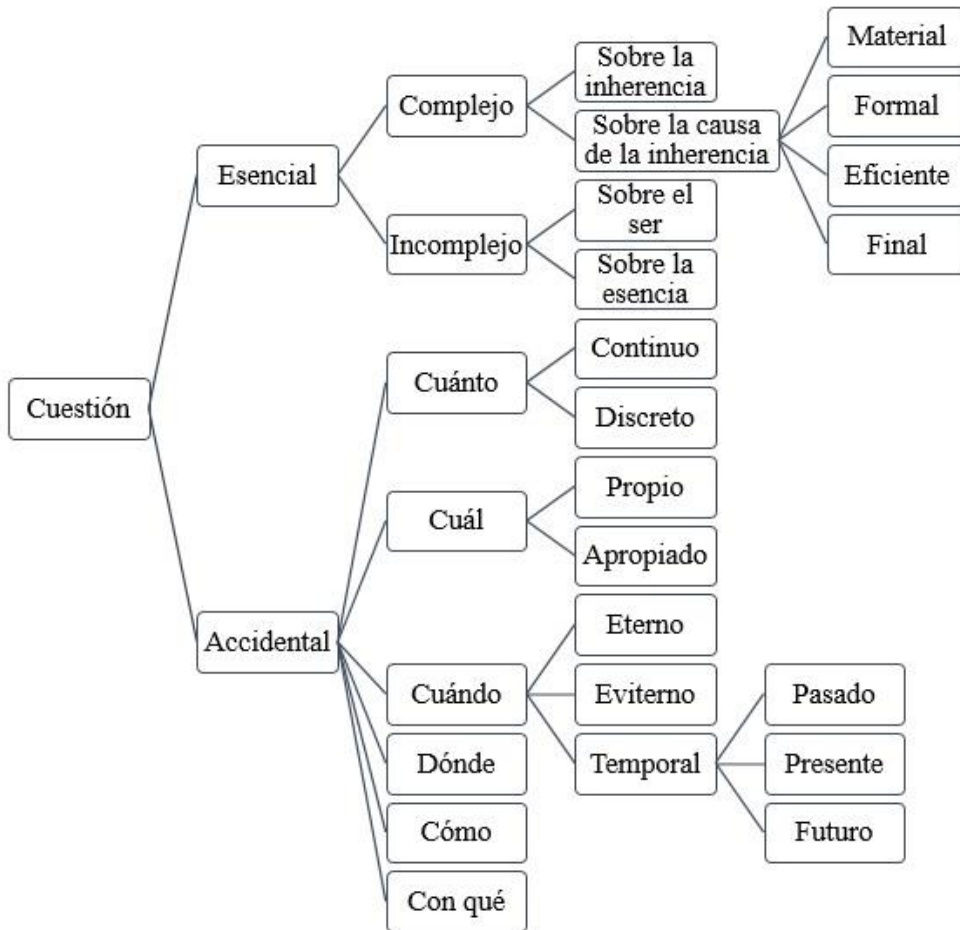 Cuestión
Esencial
Complejo
Sobre la
inherencia
Sobre la causa
de la inherencia
Material
Formal
Eficiente
Final
Incomplejo
Sobre el
ser
Sobre la
esencia
Accidental
Cuánto
Continuo
Discreto
Cuál
Propio
Apropiado
Cuándo
Eterno
Eviterno
Temporal
Pasado
Presente
Futuro
Dónde
Cómo
Con qué